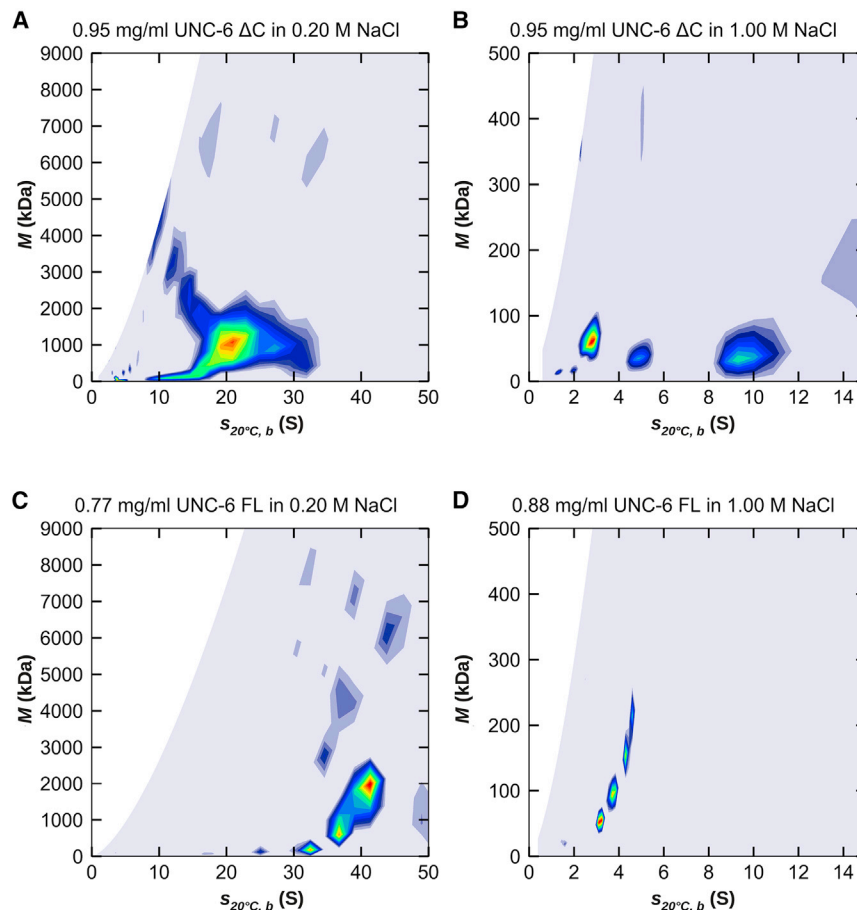 A
0.95 mg/ml UNC-6 ΔC in 0.20 M NaCl
9000
8000
7000
6000
5000
4000
3000
2000
1000
0
M (kDa)
0 10 20 30 40 50
s20°C, b (S)
B
0.95 mg/ml UNC-6 ΔC in 1.00 M NaCl
500
400
300
200
100
0
M (kDa)
0 2 4 6 8 10 12 14
s20°C, b (S)
C
0.77 mg/ml UNC-6 FL in 0.20 M NaCl
9000
8000
7000
6000
5000
4000
3000
2000
1000
0
M (kDa)
0 10 20 30 40 50
s20°C, b (S)
D
0.88 mg/ml UNC-6 FL in 1.00 M NaCl
500
400
300
200
100
0
M (kDa)
0 2 4 6 8 10 12 14
s20°C, b (S)